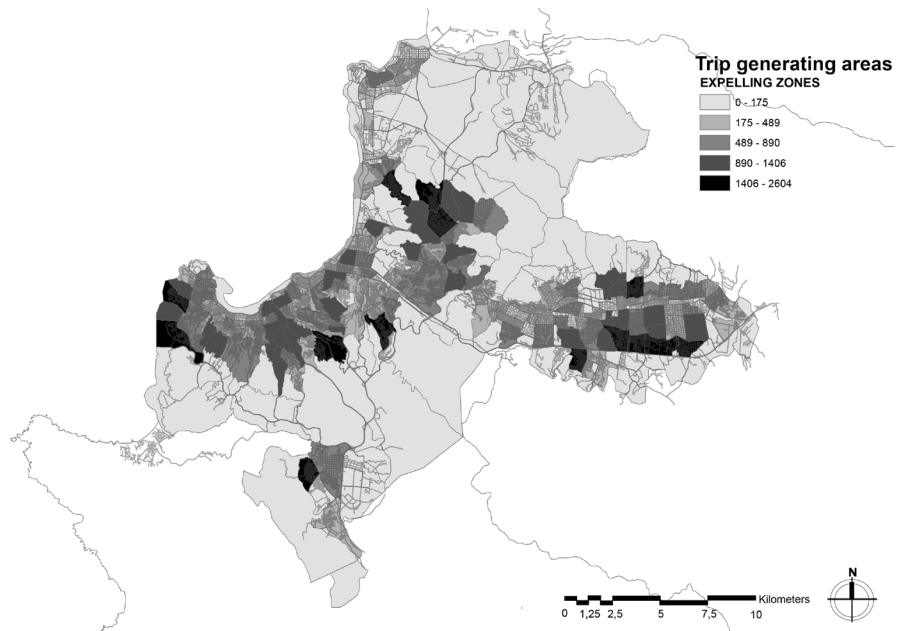 Trip generating areas
EXPELLING ZONES
0 - 175
175 - 489
489 - 890
890 - 1406
1406 - 2604
N
Kilometers
0 1,25 2,5 5 7,5 10